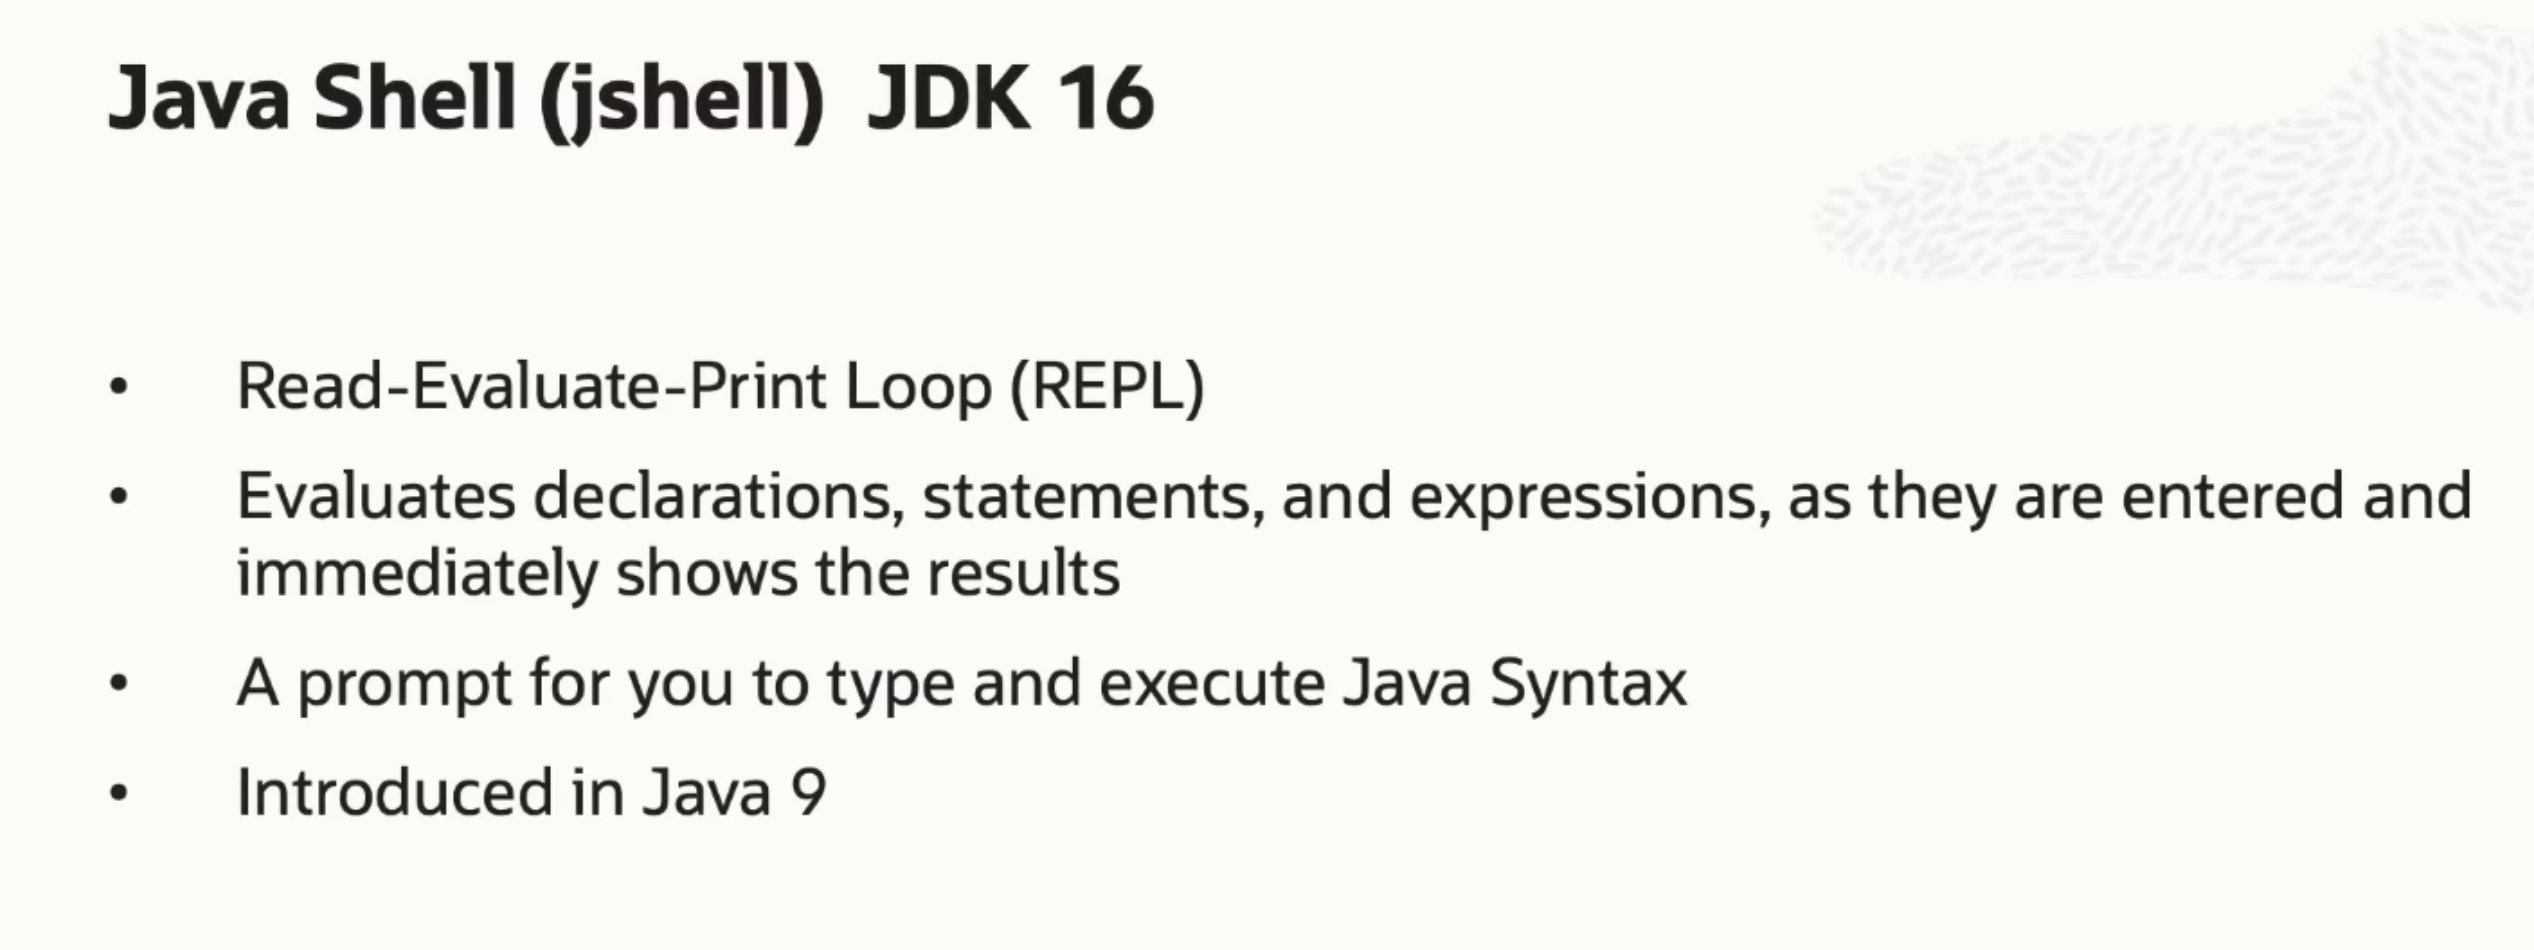 Java Shell (jshell)  JDK 16
• Read-Evaluate-Print Loop (REPL)
• Evaluates declarations, statements, and expressions, as they are entered and
immediately shows the results
• A prompt for you to type and execute Java Syntax
• Introduced in Java 9